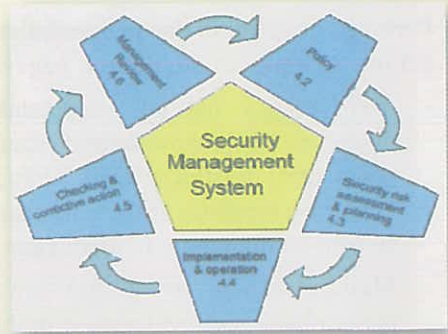 Management
Review
4.6
Policy
4.2
Security
Management
System
Checking &
corrective action
4.5
Security risk
assessment
& planning
4.3
Implementation
& operation
4.4